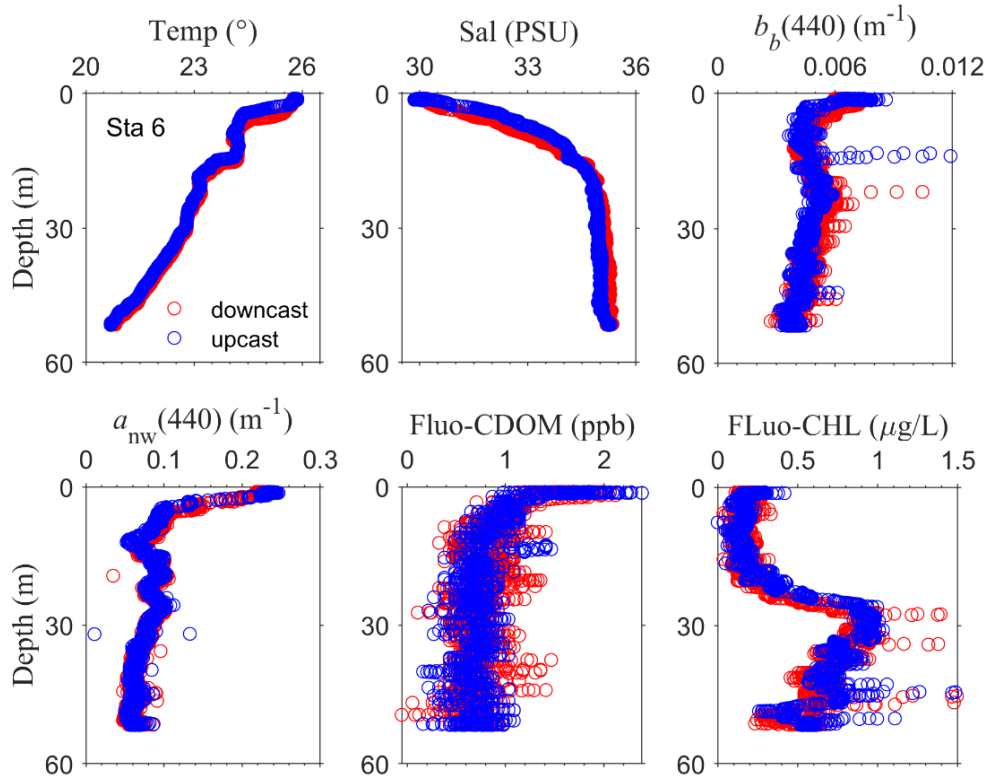 Temp (°)
20 23 26
0
30
60
Depth (m)
Sta 6
downcast
upcast
Sal (PSU)
30 33 36
0
30
60
b_b(440) (m⁻¹)
0 0.006 0.012
0
30
60
a_nw(440) (m⁻¹)
0 0.1 0.2 0.3
0
30
60
Depth (m)
Fluo-CDOM (ppb)
0 1 2
0
30
60
FLuo-CHL (μg/L)
0 0.5 1 1.5
0
30
60